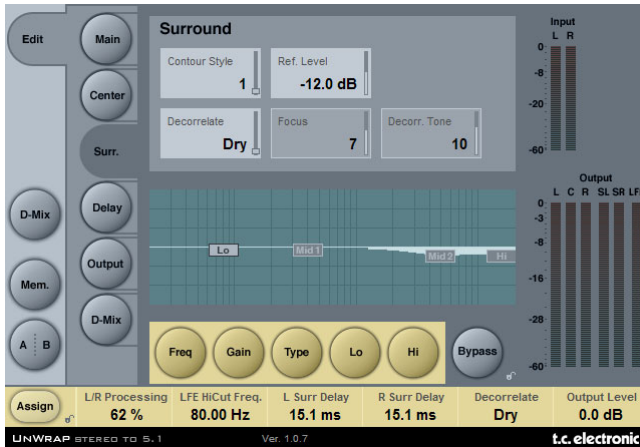 Edit
Main
Center
Surr.
Delay
Output
D-Mix
D-Mix
Mem.
A B
Surround
Contour Style
1
Ref. Level
-12.0 dB
Decorrelate
Dry
Focus
7
Decorr. Tone
10
Lo
Mid 1
Mid 2
Hi
Freq
Gain
Type
Lo
Hi
Bypass
Input
L R
0
-8
-20
-60
Output
L C R SL SR LF
0
-3
-8
-16
-28
-60
Assign
L/R Processing
62 %
LFE HiCut Freq.
80.00 Hz
L Surr Delay
15.1 ms
R Surr Delay
15.1 ms
Decorrelate
Dry
Output Level
0.0 dB
UNWRAP STEREO TO 5.1
Ver. 1.0.7
t.c. electronic